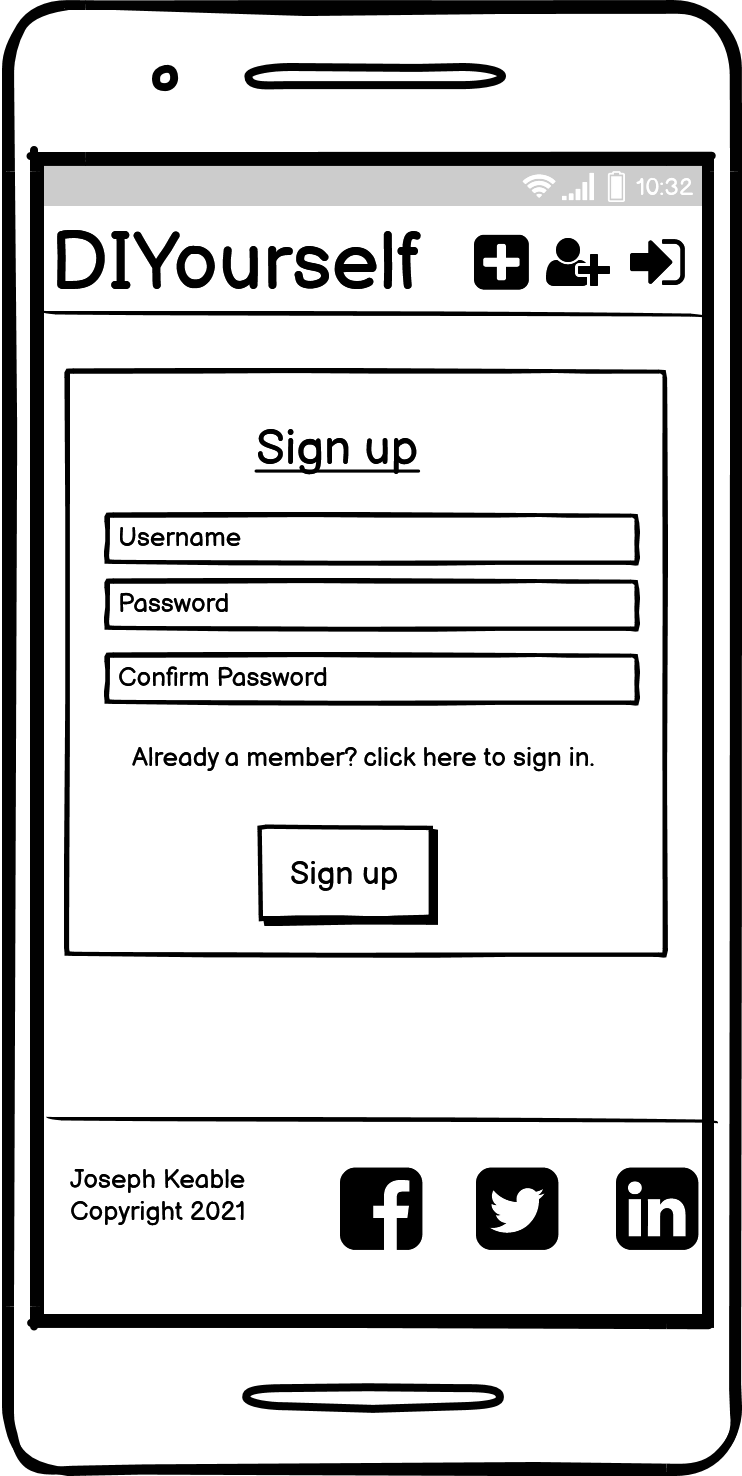 10:32
DIYourself
Sign up
Username
Password
Confirm Password
Already a member? click here to sign in.
Sign up
Joseph Keable
Copyright 2021
f
in